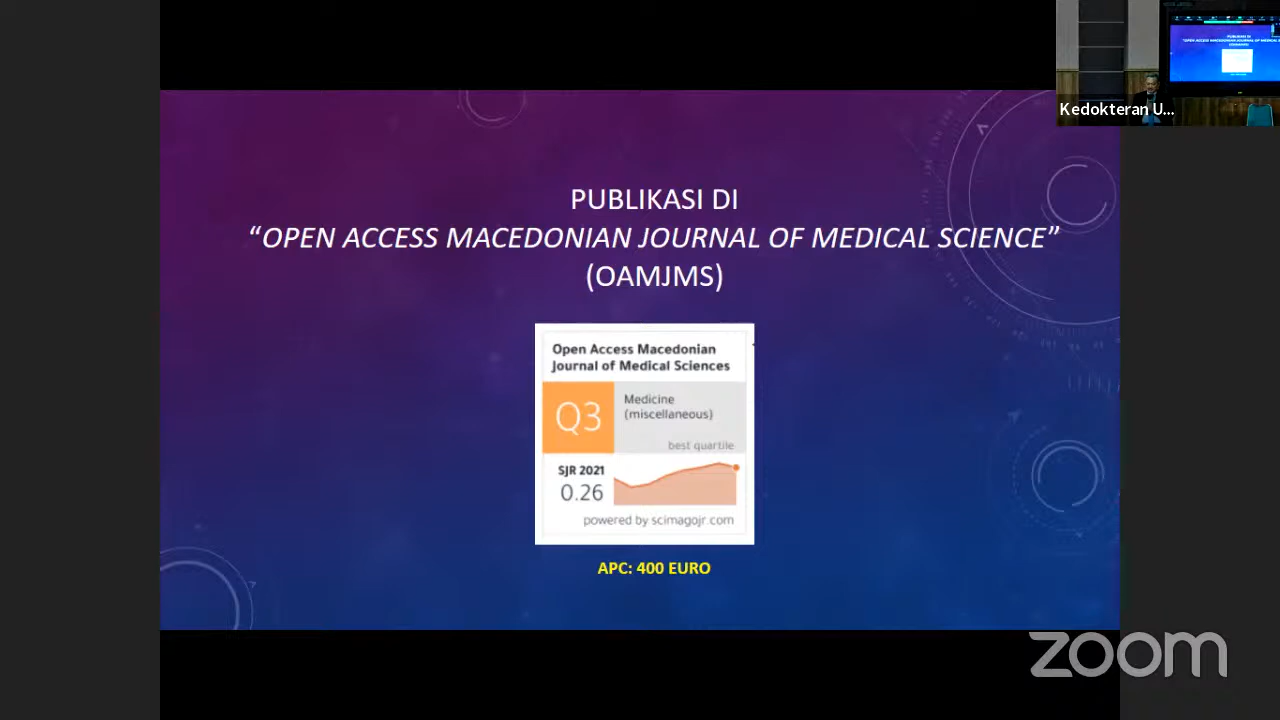 Kedokteran U...
PUBLIKASI DI
“OPEN ACCESS MACEDONIAN JOURNAL OF MEDICAL SCIENCE”
(OAMJMS)
Open Access Macedonian
Journal of Medical Sciences
Q3
Medicine
(miscellaneous)
best quartile
SJR 2021
0.26
powered by scimagojr.com
APC: 400 EURO
zoom